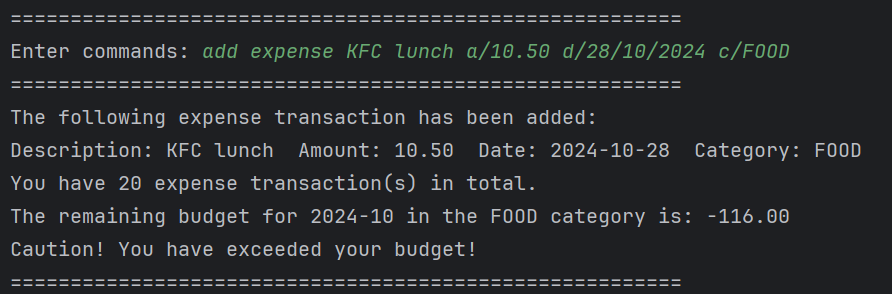 ========================================================
Enter commands: add expense KFC lunch a/10.50 d/28/10/2024 c/FOOD
========================================================
The following expense transaction has been added:
Description: KFC lunch  Amount: 10.50  Date: 2024-10-28  Category: FOOD
You have 20 expense transaction(s) in total.
The remaining budget for 2024-10 in the FOOD category is: -116.00
Caution! You have exceeded your budget!
========================================================